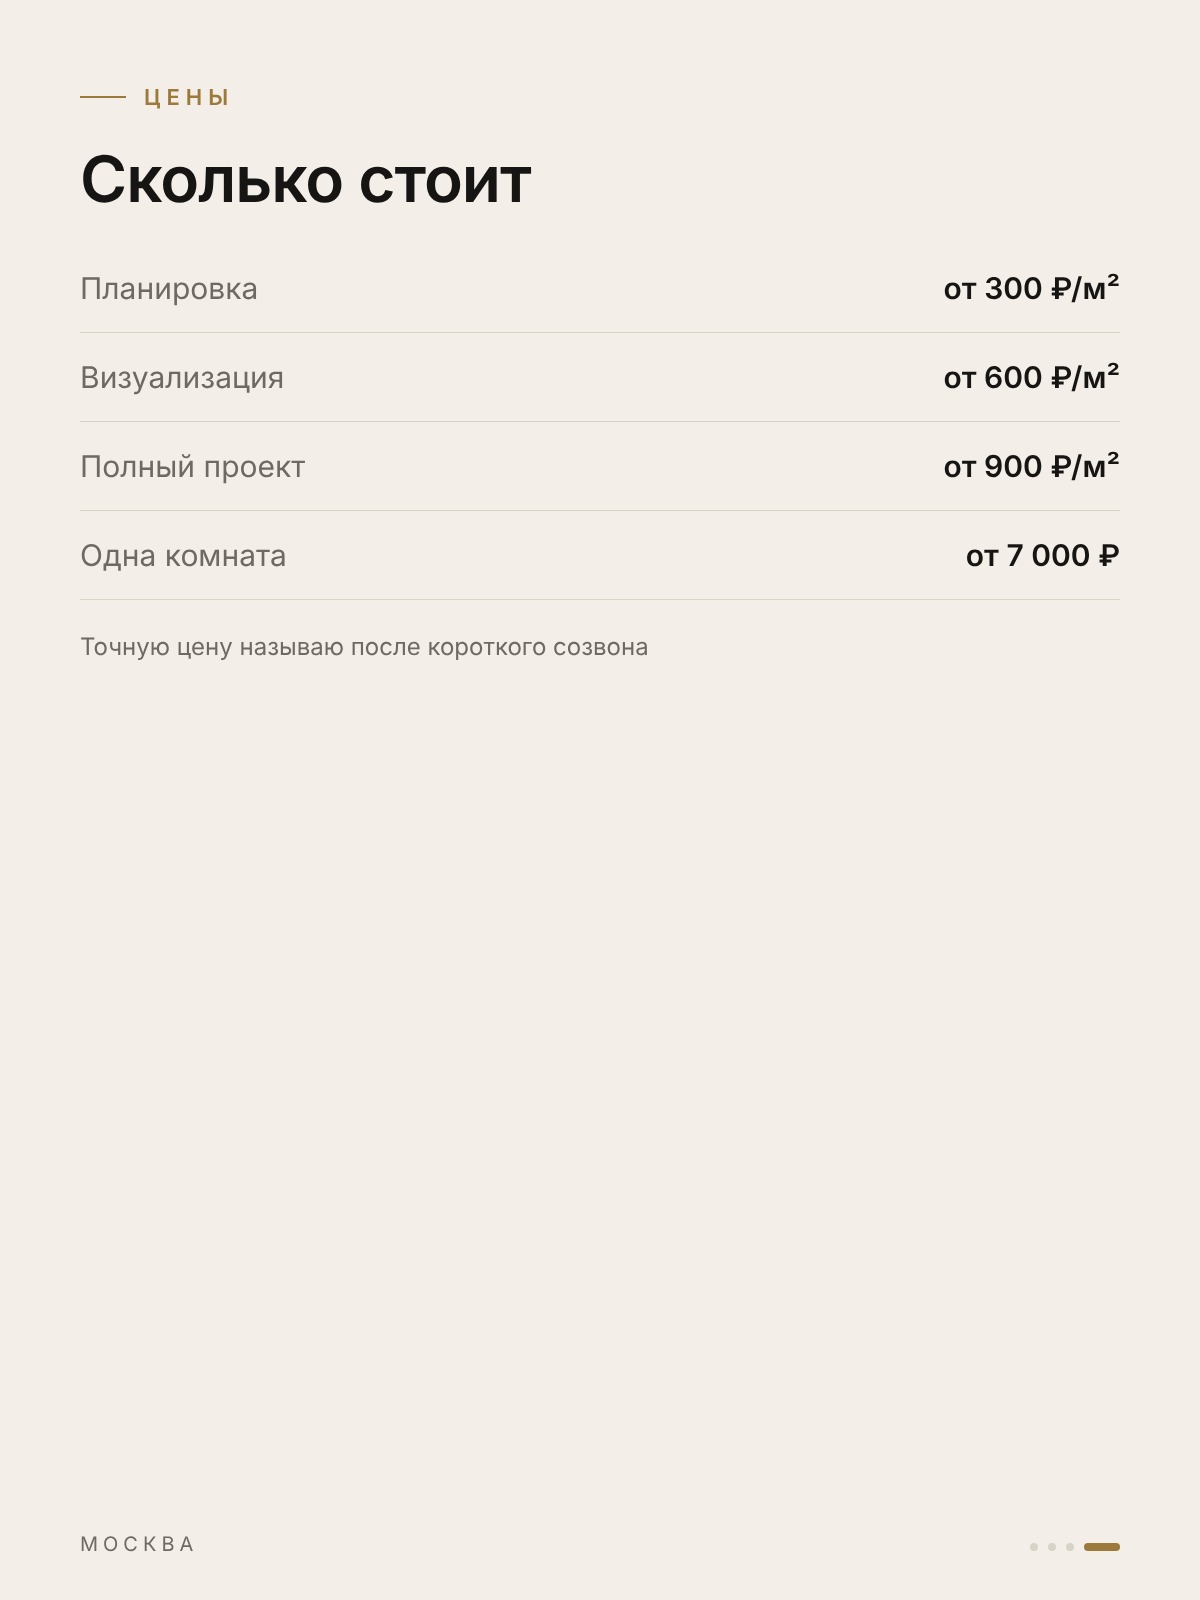 ЦЕНЫ
Сколько стоит
Планировка от 300 ₽/м²
Визуализация от 600 ₽/м²
Полный проект от 900 ₽/м²
Одна комната от 7 000 ₽
Точную цену называю после короткого созвона
МОСКВА